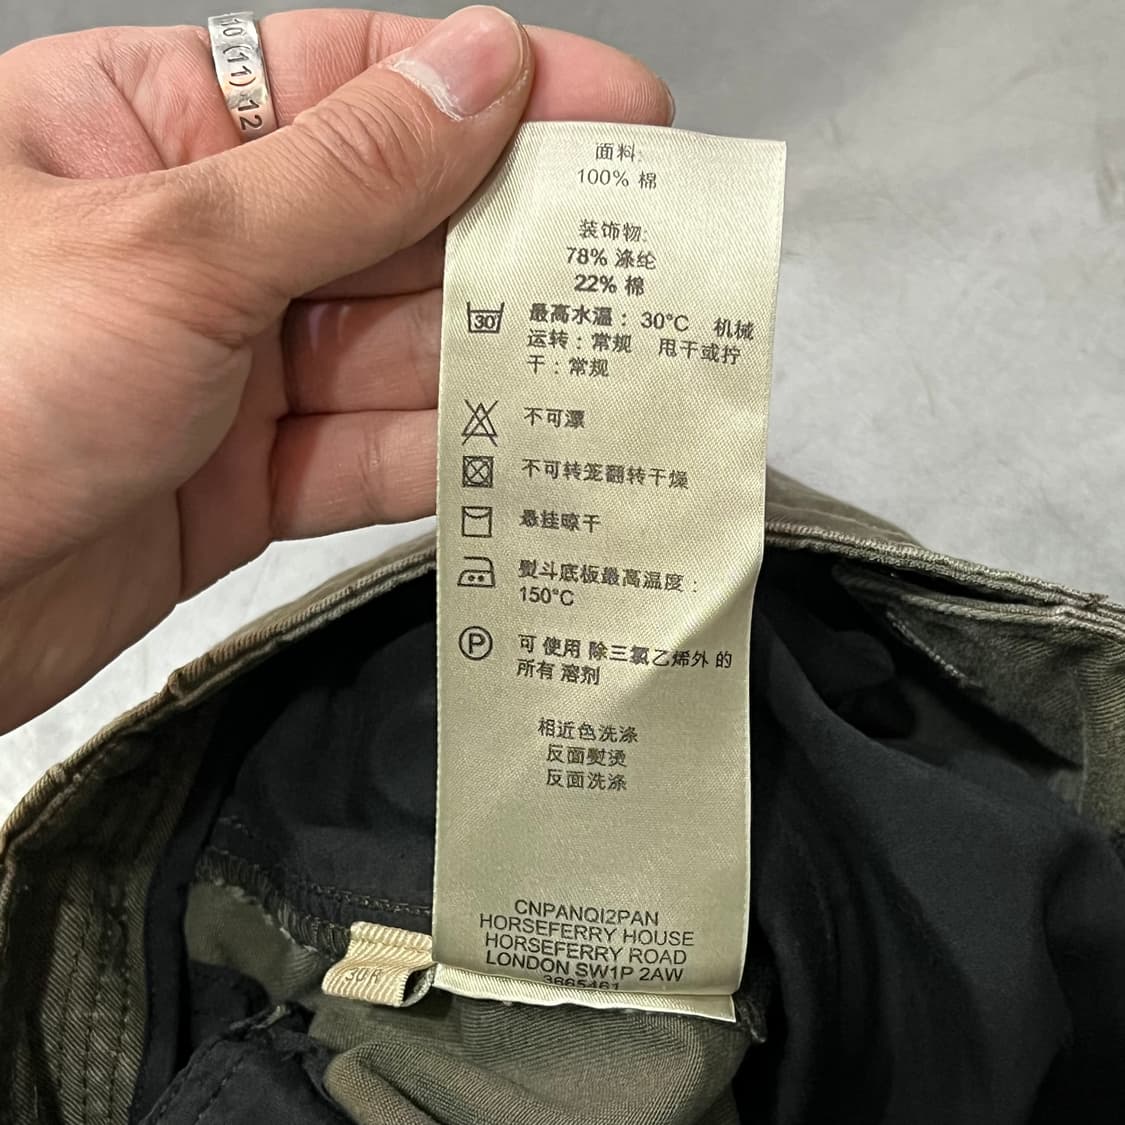 10 (11) 12
面料:
100% 棉
装饰物:
78% 涤纶
22% 棉
30
最高水温： 30°C 机械
运转：常规 甩干或拧
干：常规
不可漂
不可转笼翻转干燥
悬挂晾干
熨斗底板最高温度：
150°C
P
可 使用 除三氯乙烯外 的
所有 溶剂
相近色洗涤
反面熨烫
反面洗涤
CNPANQI2PAN
HORSEFERRY HOUSE
HORSEFERRY ROAD
LONDON SW1P 2AW
3865461
30R